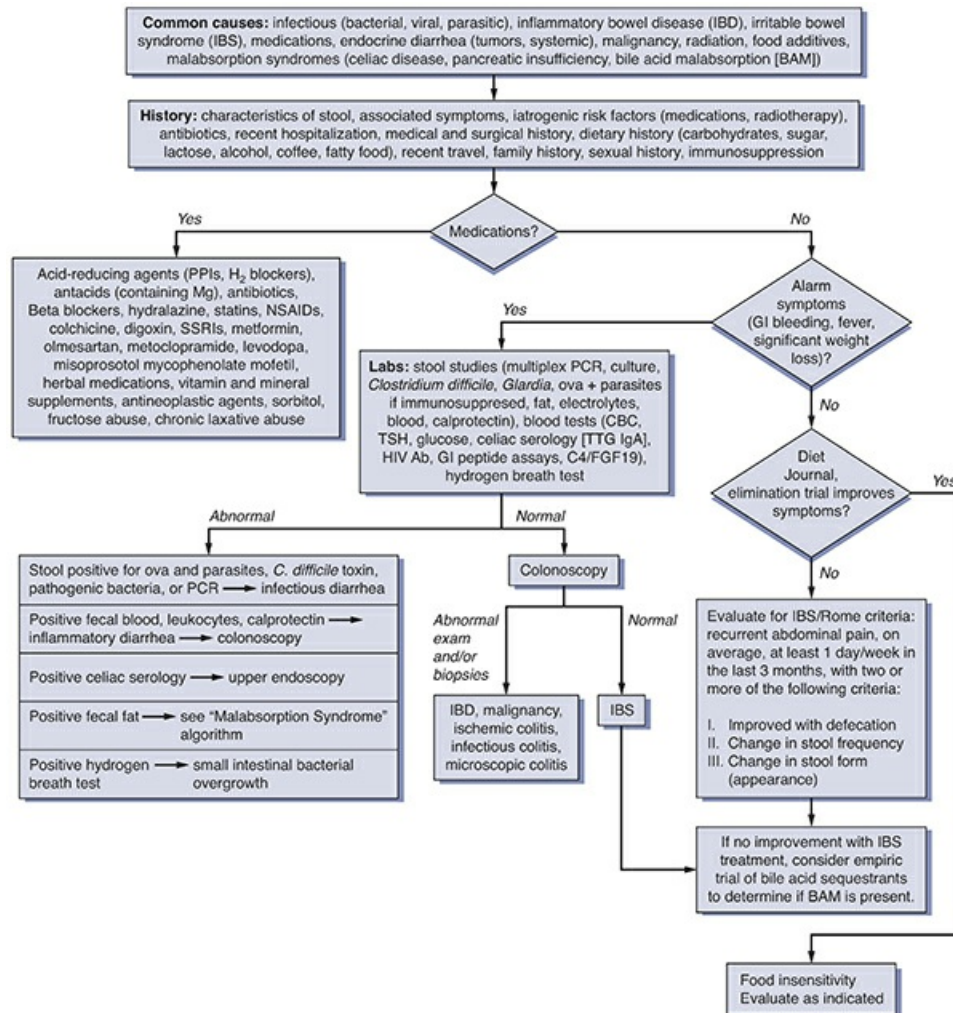 Common causes: infectious (bacterial, viral, parasitic), inflammatory bowel disease (IBD), irritable bowel
syndrome (IBS), medications, endocrine diarrhea (tumors, systemic), malignancy, radiation, food additives,
malabsorption syndromes (celiac disease, pancreatic insufficiency, bile acid malabsorption [BAM])
History: characteristics of stool, associated symptoms, iatrogenic risk factors (medications, radiotherapy),
antibiotics, recent hospitalization, medical and surgical history, dietary history (carbohydrates, sugar,
lactose, alcohol, coffee, fatty food), recent travel, family history, sexual history, immunosuppression
Yes
Medications?
No
Acid-reducing agents (PPIs, H₂ blockers),
antacids (containing Mg), antibiotics,
Beta blockers, hydralazine, statins, NSAIDs,
colchicine, digoxin, SSRIs, metformin,
olmesartan, metoclopramide, levodopa,
misoprosotol mycophenolate mofetil,
herbal medications, vitamin and mineral
supplements, antineoplastic agents, sorbitol,
fructose abuse, chronic laxative abuse
Alarm
symptoms
(GI bleeding, fever,
significant weight
loss)?
Yes
Labs: stool studies (multiplex PCR, culture,
Clostridium difficile, Glardia, ova + parasites
if immunosuppresed, fat, electrolytes,
blood, calprotectin), blood tests (CBC,
TSH, glucose, celiac serology [TTG IgA],
HIV Ab, GI peptide assays, C4/FGF19),
hydrogen breath test
No
Diet
Journal,
elimination trial improves
symptoms?
Yes
Abnormal
Normal
Stool positive for ova and parasites, C. difficile toxin,
pathogenic bacteria, or PCR → infectious diarrhea
Positive fecal blood, leukocytes, calprotectin →
inflammatory diarrhea → colonoscopy
Positive celiac serology → upper endoscopy
Positive fecal fat → see “Malabsorption Syndrome”
algorithm
Positive hydrogen → small intestinal bacterial
breath test overgrowth
Colonoscopy
Abnormal
exam
and/or
biopsies
Normal
IBD, malignancy,
ischemic colitis,
infectious colitis,
microscopic colitis
IBS
No
Evaluate for IBS/Rome criteria:
recurrent abdominal pain, on
average, at least 1 day/week in
the last 3 months, with two or
more of the following criteria:
I. Improved with defecation
II. Change in stool frequency
III. Change in stool form
(appearance)
If no improvement with IBS
treatment, consider empiric
trial of bile acid sequestrants
to determine if BAM is present.
Food insensitivity
Evaluate as indicated